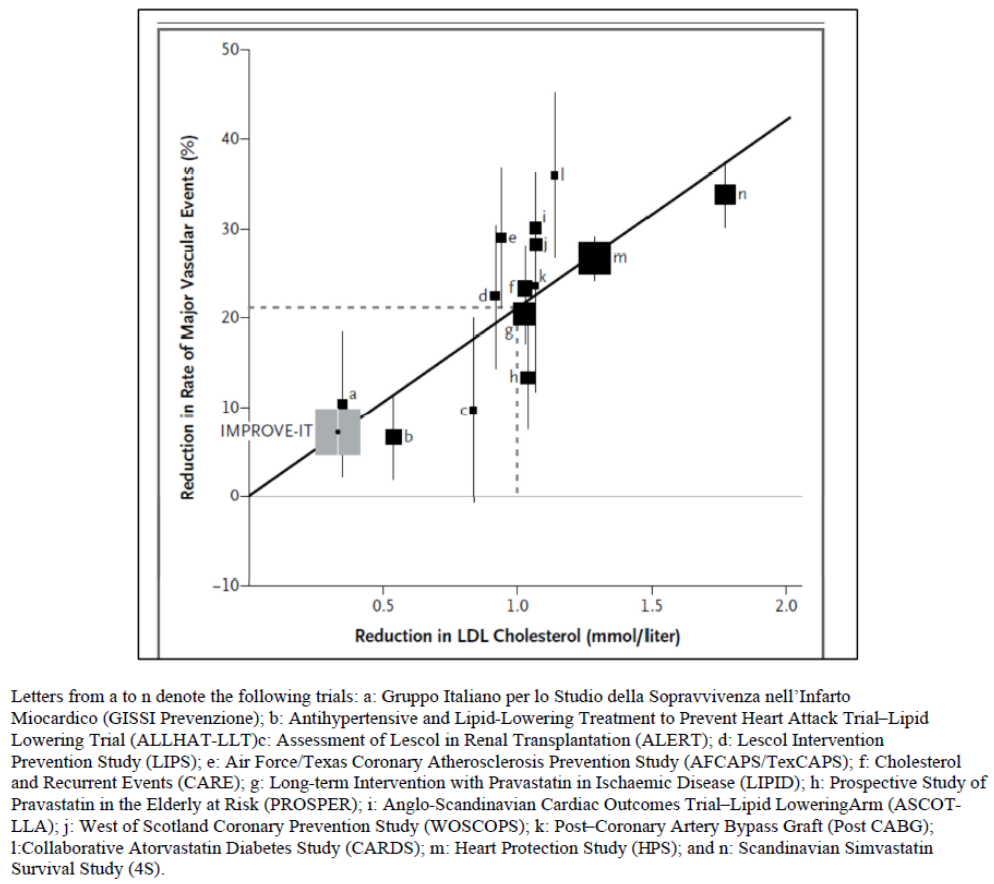 50
40
30
20
10
0
−10
Reduction in Rate of Major Vascular Events (%)
l
i
e
j
n
m
k
d
f
g
h
a
c
IMPROVE-IT
b
0.5 1.0 1.5 2.0
Reduction in LDL Cholesterol (mmol/liter)
Letters from a to n denote the following trials: a: Gruppo Italiano per lo Studio della Sopravvivenza nell’Infarto
Miocardico (GISSI Prevenzione); b: Antihypertensive and Lipid-Lowering Treatment to Prevent Heart Attack Trial–Lipid
Lowering Trial (ALLHAT-LLT)c: Assessment of Lescol in Renal Transplantation (ALERT); d: Lescol Intervention
Prevention Study (LIPS); e: Air Force/Texas Coronary Atherosclerosis Prevention Study (AFCAPS/TexCAPS); f: Cholesterol
and Recurrent Events (CARE); g: Long-term Intervention with Pravastatin in Ischaemic Disease (LIPID); h: Prospective Study of
Pravastatin in the Elderly at Risk (PROSPER); i: Anglo-Scandinavian Cardiac Outcomes Trial–Lipid LoweringArm (ASCOT-
LLA); j: West of Scotland Coronary Prevention Study (WOSCOPS); k: Post–Coronary Artery Bypass Graft (Post CABG);
l:Collaborative Atorvastatin Diabetes Study (CARDS); m: Heart Protection Study (HPS); and n: Scandinavian Simvastatin
Survival Study (4S).